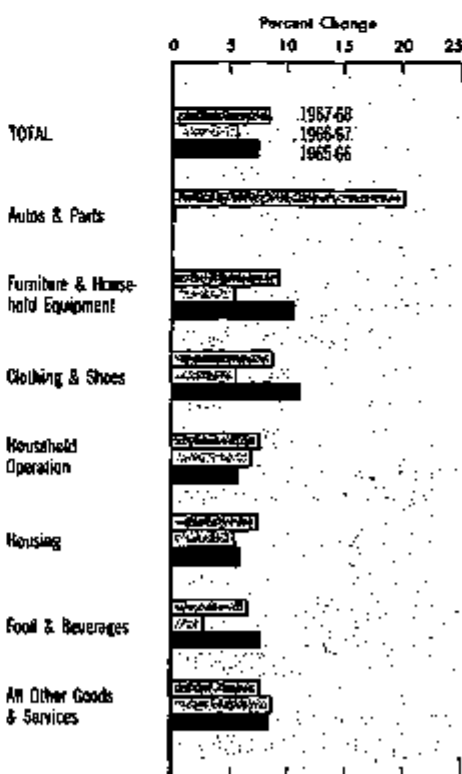 Percent Change
0 5 10 15 20 25
TOTAL
1967-68
1966-67
1965-66
Autos & Parts
Furniture & House-
hold Equipment
Clothing & Shoes
Household
Operation
Housing
Food & Beverages
All Other Goods
& Services